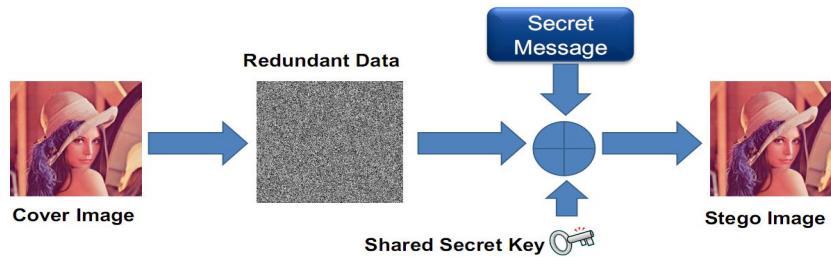 Secret
Message
Redundant Data
Cover Image
Shared Secret Key
Stego Image